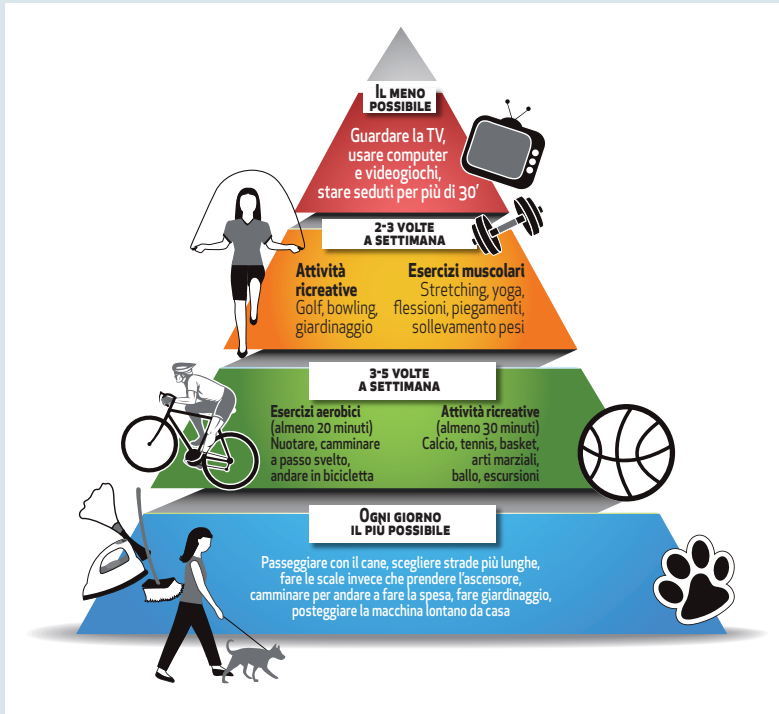 IL MENO
POSSIBILE
Guardare la TV,
usare computer
e videogiochi,
stare seduti per più di 30'
2-3 VOLTE
A SETTIMANA
Attività
ricreative
Golf, bowling,
giardinaggio
Esercizi muscolari
Stretching, yoga,
flessioni, piegamenti,
sollevamento pesi
3-5 VOLTE
A SETTIMANA
Esercizi aerobici
(almeno 20 minuti)
Nuotare, camminare
a passo svelto,
andare in bicicletta
Attività ricreative
(almeno 30 minuti)
Calcio, tennis, basket,
arti marziali,
ballo, escursioni
OGNI GIORNO
IL PIÙ POSSIBILE
Passeggiare con il cane, scegliere strade più lunghe,
fare le scale invece che prendere l'ascensore,
camminare per andare a fare la spesa, fare giardinaggio,
posteggiare la macchina lontano da casa